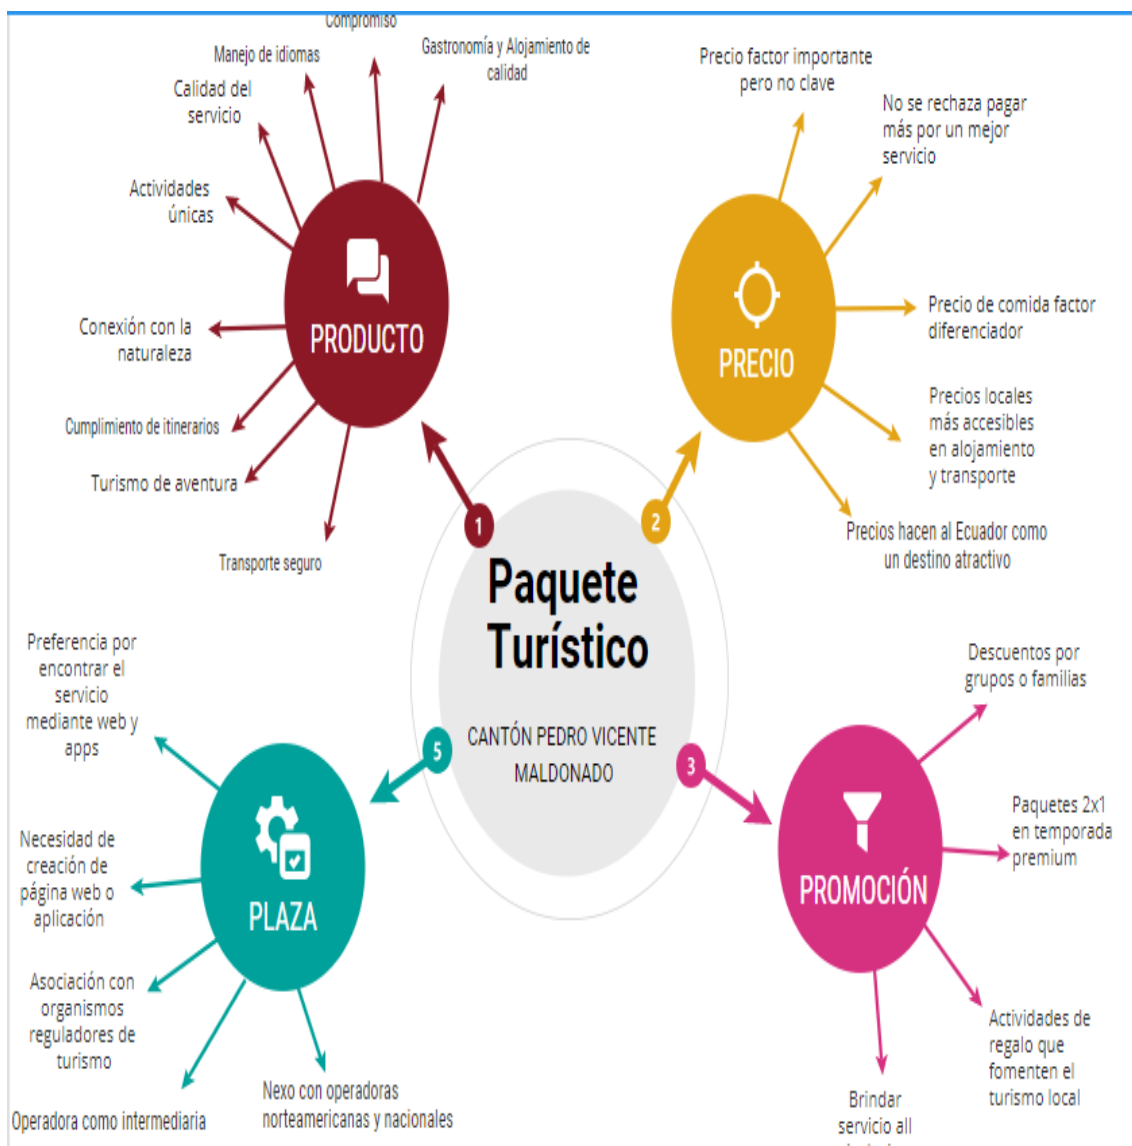 Compromiso
Manejo de idiomas
Gastronomía y Alojamiento de
calidad
Calidad del
servicio
Actividades
únicas
Conexión con la
naturaleza
Cumplimiento de itinerarios
Turismo de aventura
Transporte seguro
PRODUCTO
1
Precio factor importante
pero no clave
No se rechaza pagar
más por un mejor
servicio
Precio de comida factor
diferenciador
Precios locales
más accesibles
en alojamiento
y transporte
Precios hacen al Ecuador como
un destino atractivo
PRECIO
2
Paquete
Turístico
CANTÓN PEDRO VICENTE
MALDONADO
Descuentos por
grupos o familias
Paquetes 2x1
en temporada
premium
Actividades de
regalo que
fomenten el
turismo local
Brindar
servicio all
PROMOCIÓN
3
Preferencia por
encontrar el
servicio
mediante web y
apps
Necesidad de
creación de
página web o
aplicación
Asociación con
organismos
reguladores de
turismo
Operadora como intermediaria
Nexo con operadoras
norteamericanas y nacionales
PLAZA
5